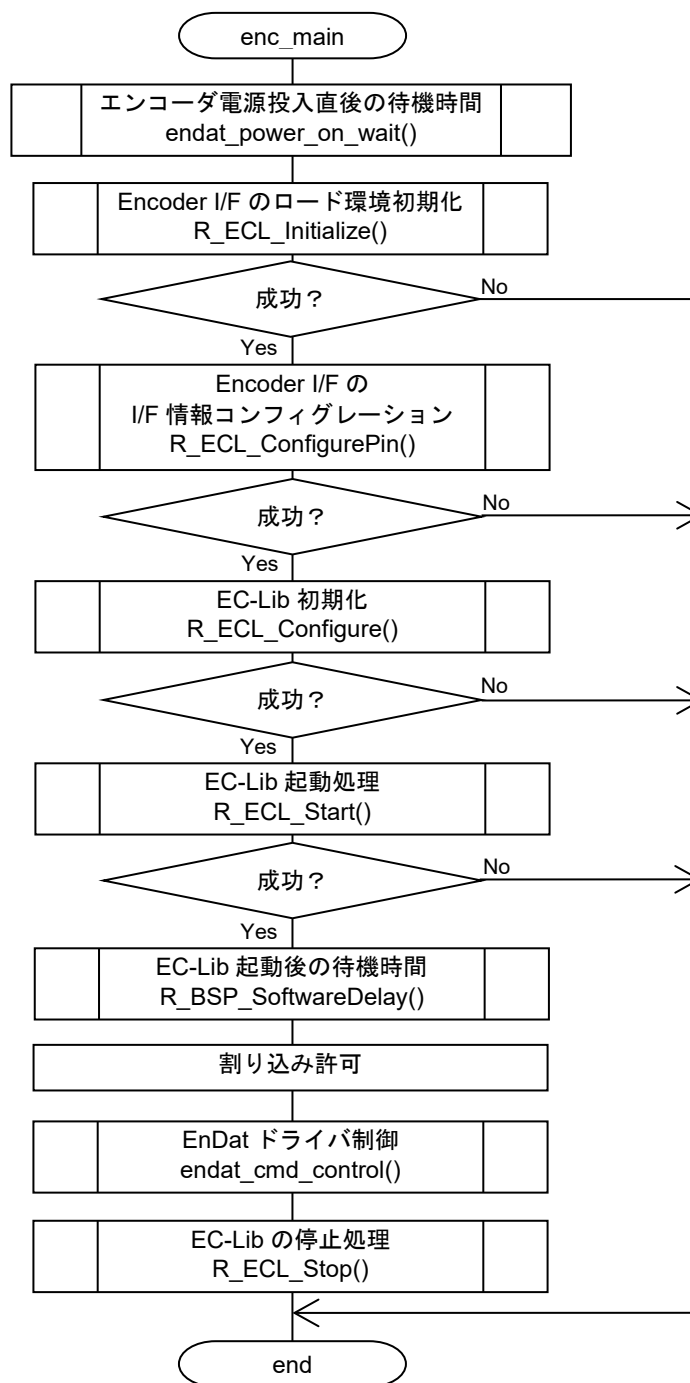 enc_main
エンコーダ電源投入直後の待機時間
endat_power_on_wait()
Encoder I/F のロード環境初期化
R_ECL_Initialize()
成功？
No
Yes
Encoder I/F の
I/F 情報コンフィグレーション
R_ECL_ConfigurePin()
成功？
No
Yes
EC-Lib 初期化
R_ECL_Configure()
成功？
No
Yes
EC-Lib 起動処理
R_ECL_Start()
成功？
No
Yes
EC-Lib 起動後の待機時間
R_BSP_SoftwareDelay()
割り込み許可
EnDat ドライバ制御
endat_cmd_control()
EC-Lib の停止処理
R_ECL_Stop()
end